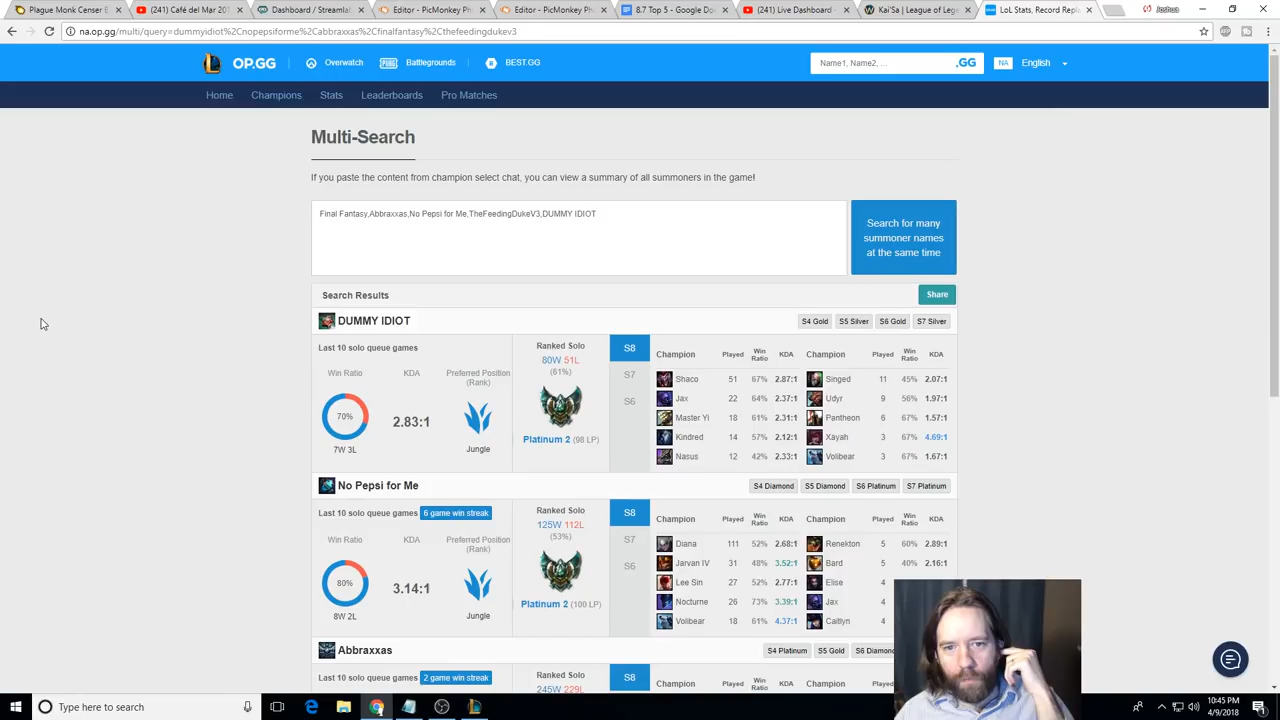 Plague Monk Censer B
(241) Café del Mar 201
Dashboard / Streamlab
Editor - PicMonkey Ph
Editor - PicMonkey Ph
8.7 Top 5 - Google Do
(241) Live Dashboard
Kai'Sa | League of Lege
LoL Stats, Record Repla
Joshua
na.op.gg/multi/query=dummyidiot%2Cnopepsiforme%2Cabbraxxas%2Cfinalfantasy%2Cthefeedingdukev3
OP.GG Overwatch Battlegrounds BEST.GG Name1, Name2, ... .GG NA English
Home Champions Stats Leaderboards Pro Matches
Multi-Search
If you paste the content from champion select chat, you can view a summary of all summoners in the game!
Final Fantasy,Abbraxxas,No Pepsi for Me,TheFeedingDukeV3,DUMMY IDIOT
Search for many
summoner names
at the same time
Search Results Share
DUMMY IDIOT S4 Gold S5 Silver S6 Gold S7 Silver
Last 10 solo queue games
Win Ratio KDA Preferred Position
(Rank)
70% 2.83:1
7W 3L Jungle
Ranked Solo
80W 51L
(61%)
Platinum 2 (98 LP)
S8
S7
S6
Champion Played Win Ratio KDA Champion Played Win Ratio KDA
Shaco 51 67% 2.87:1 Singed 11 45% 2.07:1
Jax 22 64% 2.37:1 Udyr 9 56% 1.97:1
Master Yi 18 61% 2.31:1 Pantheon 6 67% 1.57:1
Kindred 14 57% 2.12:1 Xayah 3 67% 4.69:1
Nasus 12 42% 2.33:1 Volibear 3 67% 1.67:1
No Pepsi for Me S4 Diamond S5 Diamond S6 Platinum S7 Platinum
Last 10 solo queue games 6 game win streak
Win Ratio KDA Preferred Position
(Rank)
80% 3.14:1
8W 2L Jungle
Ranked Solo
125W 112L
(53%)
Platinum 2 (100 LP)
S8
S7
S6
Champion Played Win Ratio KDA Champion Played Win Ratio KDA
Diana 111 52% 2.68:1 Renekton 5 60% 2.89:1
Jarvan IV 31 48% 3.52:1 Bard 5 40% 2.16:1
Lee Sin 27 52% 2.77:1 Elise 4
Nocturne 26 73% 3.39:1 Jax 4
Volibear 18 61% 4.37:1 Caitlyn 4
Abbraxxas S4 Platinum S5 Gold S6 Diamond
Last 10 solo queue games 2 game win streak
Ranked Solo
245W 229L
S8
Champion Played Win KDA Champion Played Win KDA
Type here to search
10:45 PM
4/9/2018